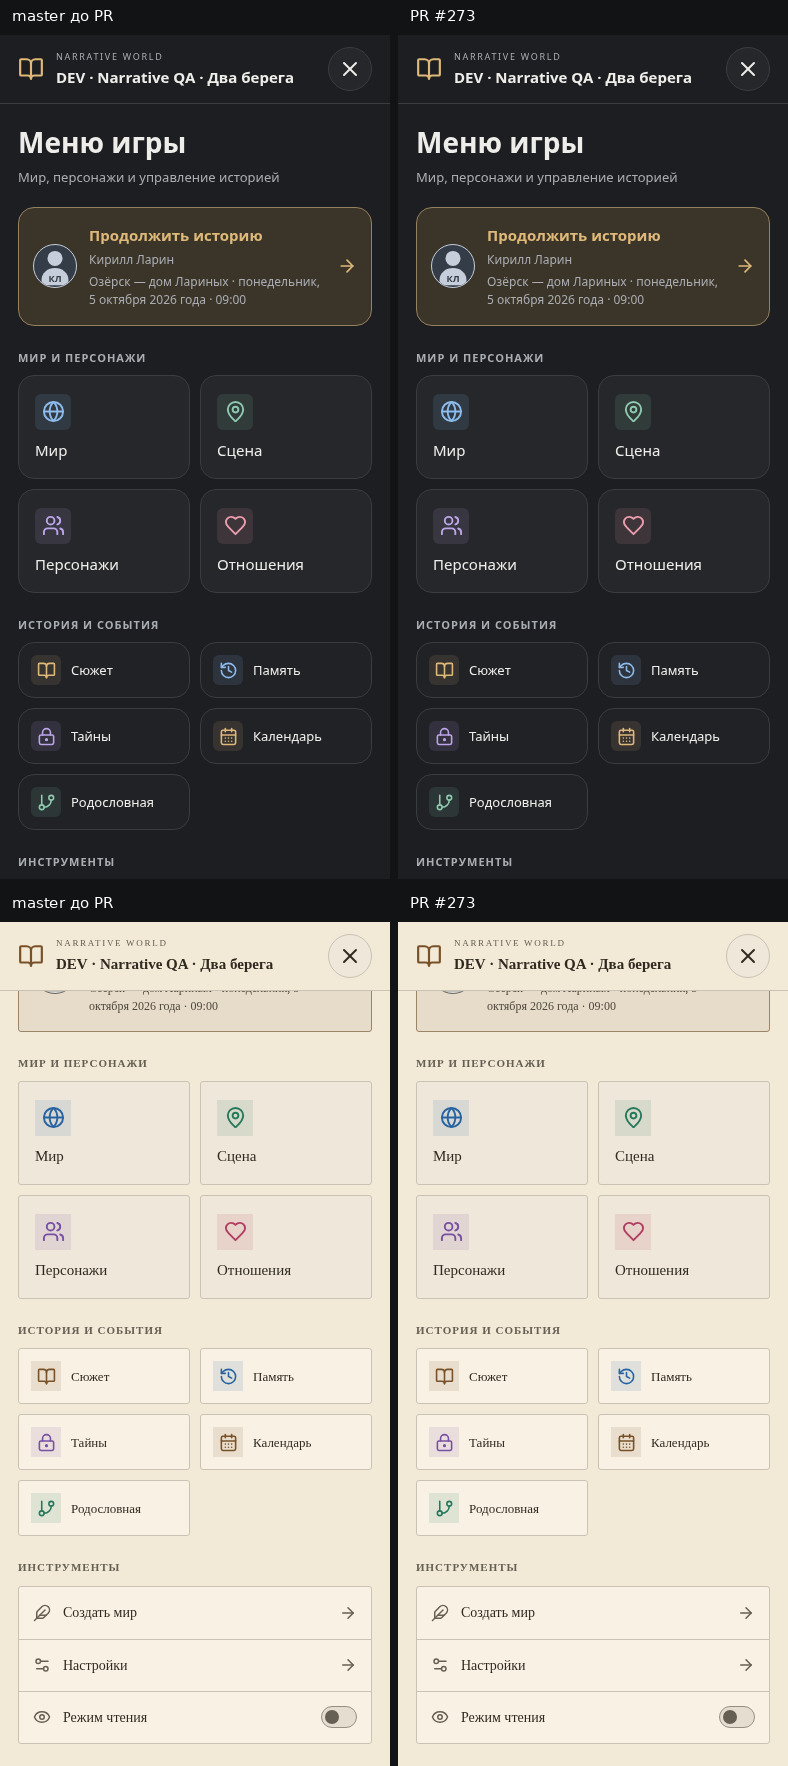 master до PR
NARRATIVE WORLD
DEV · Narrative QA · Два берега
Меню игры
Мир, персонажи и управление историей
Продолжить историю
Кирилл Ларин
КЛ
Озёрск — дом Лариных · понедельник,
5 октября 2026 года · 09:00
МИР И ПЕРСОНАЖИ
Мир
Сцена
Персонажи
Отношения
ИСТОРИЯ И СОБЫТИЯ
Сюжет
Память
Тайны
Календарь
Родословная
ИНСТРУМЕНТЫ
PR #273
NARRATIVE WORLD
DEV · Narrative QA · Два берега
Меню игры
Мир, персонажи и управление историей
Продолжить историю
Кирилл Ларин
КЛ
Озёрск — дом Лариных · понедельник,
5 октября 2026 года · 09:00
МИР И ПЕРСОНАЖИ
Мир
Сцена
Персонажи
Отношения
ИСТОРИЯ И СОБЫТИЯ
Сюжет
Память
Тайны
Календарь
Родословная
ИНСТРУМЕНТЫ
master до PR
NARRATIVE WORLD
DEV · Narrative QA · Два берега
октября 2026 года · 09:00
МИР И ПЕРСОНАЖИ
Мир
Сцена
Персонажи
Отношения
ИСТОРИЯ И СОБЫТИЯ
Сюжет
Память
Тайны
Календарь
Родословная
ИНСТРУМЕНТЫ
Создать мир
Настройки
Режим чтения
PR #273
NARRATIVE WORLD
DEV · Narrative QA · Два берега
октября 2026 года · 09:00
МИР И ПЕРСОНАЖИ
Мир
Сцена
Персонажи
Отношения
ИСТОРИЯ И СОБЫТИЯ
Сюжет
Память
Тайны
Календарь
Родословная
ИНСТРУМЕНТЫ
Создать мир
Настройки
Режим чтения